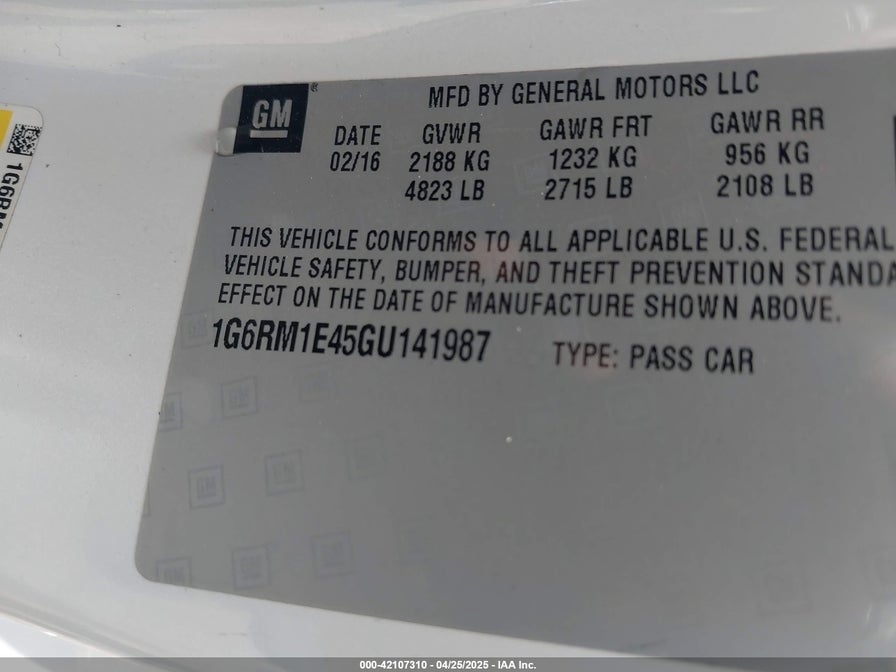 GM®
MFD BY GENERAL MOTORS LLC
DATE GVWR GAWR FRT GAWR RR
02/16 2188 KG 1232 KG 956 KG
4823 LB 2715 LB 2108 LB
THIS VEHICLE CONFORMS TO ALL APPLICABLE U.S. FEDERAL
VEHICLE SAFETY, BUMPER, AND THEFT PREVENTION STANDA
EFFECT ON THE DATE OF MANUFACTURE SHOWN ABOVE.
1G6RM1E45GU141987 TYPE: PASS CAR
1G6RM
000-42107310 - 04/25/2025 - IAA Inc.